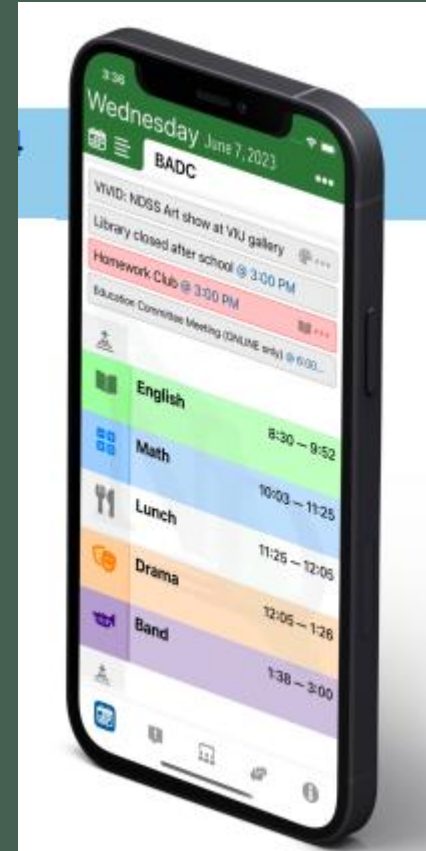 3:36
Wednesday June 7, 2023
BADC
VIVID: NDSS Art show at VIU gallery
Library closed after school @ 3:00 PM
Homework Club @ 3:00 PM
Education Committee Meeting (ONLINE only) @ 6:00...
English 8:30 — 9:52
Math 10:03 — 11:25
Lunch 11:25 — 12:05
Drama 12:05 — 1:26
Band 1:38 — 3:00